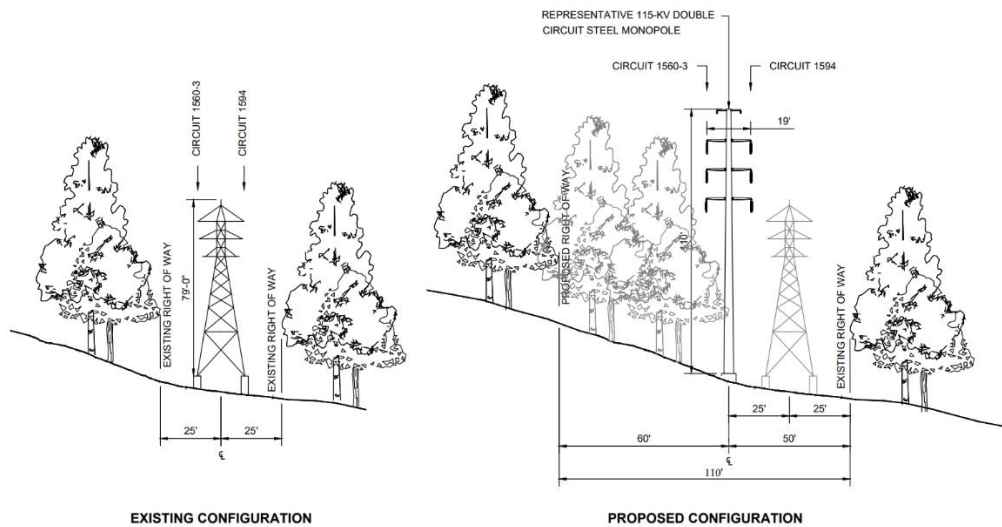 REPRESENTATIVE 115-KV DOUBLE
CIRCUIT STEEL MONOPOLE
CIRCUIT 1560-3
CIRCUIT 1594
CIRCUIT 1560-3
CIRCUIT 1594
19'
79'-0"
EXISTING RIGHT OF WAY
EXISTING RIGHT OF WAY
PROPOSED RIGHT OF WAY
110'
EXISTING RIGHT OF WAY
25'
25'
25'
25'
60'
50'
110'
EXISTING CONFIGURATION
PROPOSED CONFIGURATION